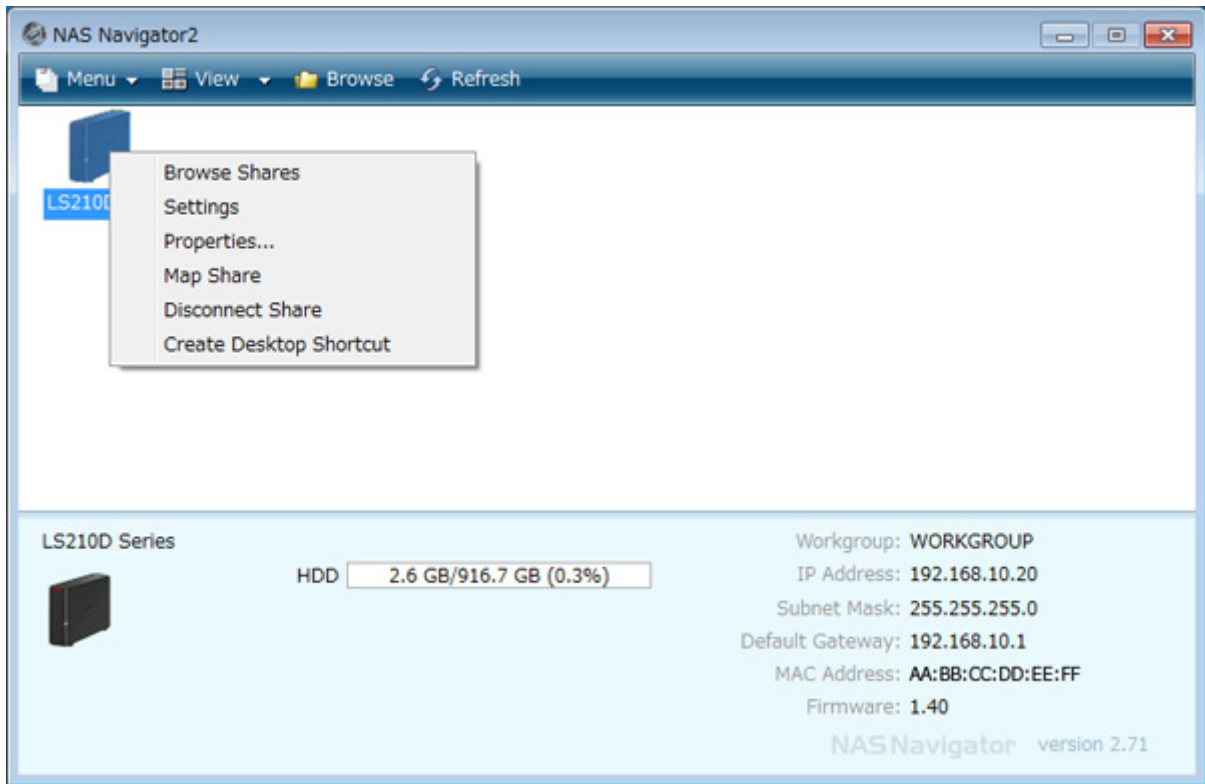 NAS Navigator2
Menu View Browse Refresh
LS210D
Browse Shares
Settings
Properties...
Map Share
Disconnect Share
Create Desktop Shortcut
LS210D Series
HDD 2.6 GB/916.7 GB (0.3%)
Workgroup: WORKGROUP
IP Address: 192.168.10.20
Subnet Mask: 255.255.255.0
Default Gateway: 192.168.10.1
MAC Address: AA:BB:CC:DD:EE:FF
Firmware: 1.40
NAS Navigator version 2.71